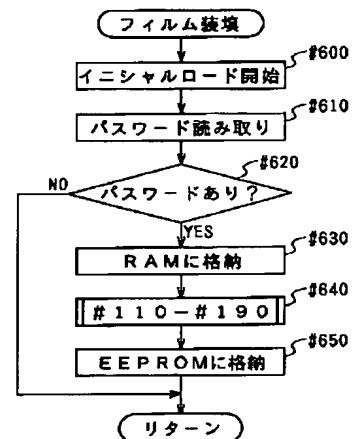 フィルム装填
#600
イニシャルロード開始
#610
パスワード読み取り
#620
NO
パスワードあり?
YES
#630
RAMに格納
#640
#110-#190
#650
EEPROMに格納
リターン